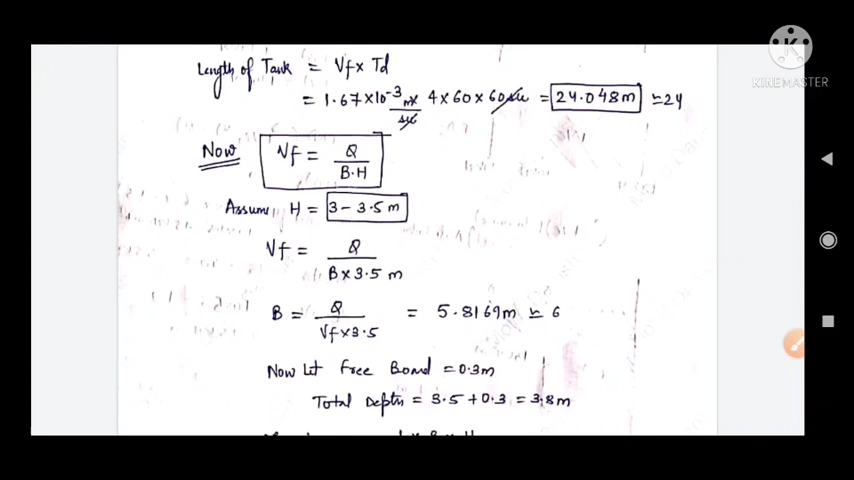 KINEMASTER
Length of Tank = Vf × Td
= 1.67×10⁻³ m/sec × 4×60×60 sec = 24.048m ≃24
Now Vf = Q / B·H
Assume H = 3 – 3.5 m
Vf = Q / B×3.5 m
B = Q / Vf×3.5 = 5.8169m ≃ 6
Now Let Free Board = 0.3m
Total Depth = 3.5+0.3 = 3.8m